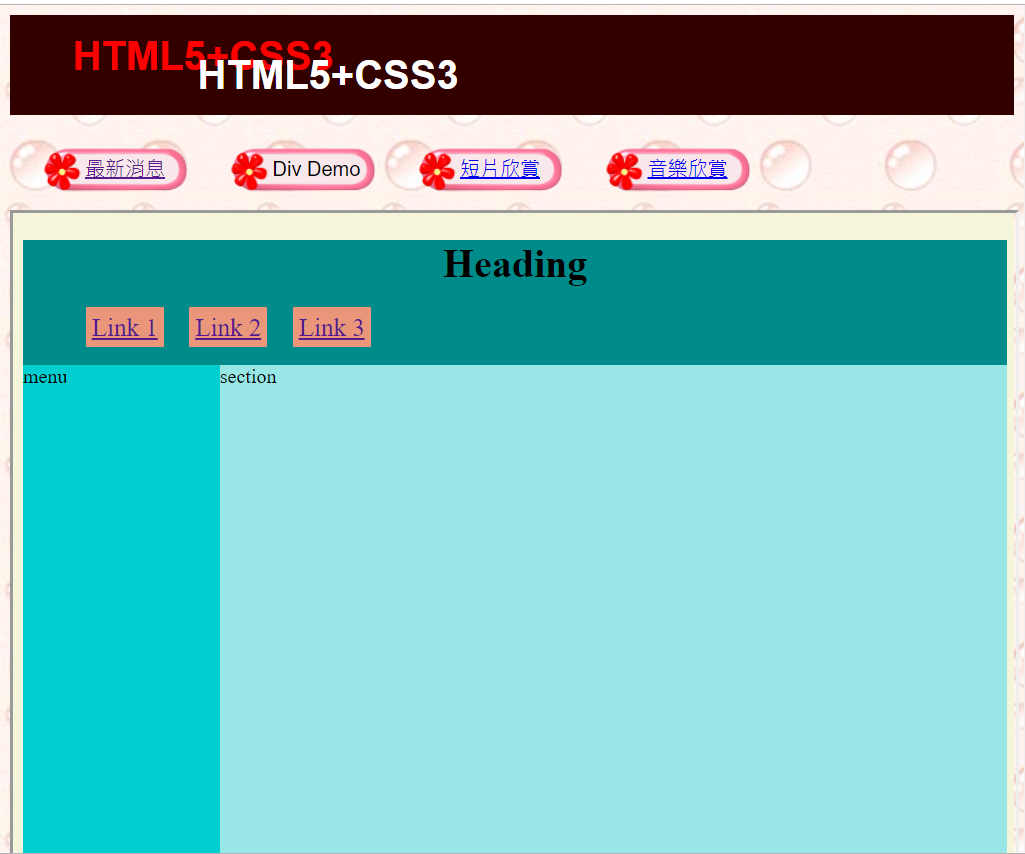 HTML5+CSS3
HTML5+CSS3
最新消息 Div Demo 短片欣賞 音樂欣賞
Heading
Link 1 Link 2 Link 3
menu section